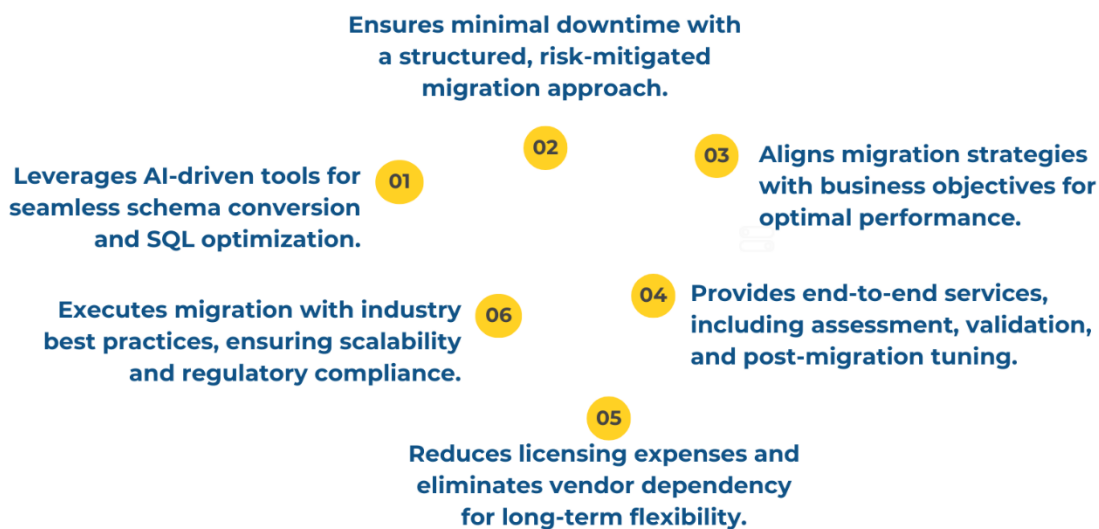 Ensures minimal downtime with
a structured, risk-mitigated
migration approach.
02
01
Leverages AI-driven tools for
seamless schema conversion
and SQL optimization.
03
Aligns migration strategies
with business objectives for
optimal performance.
06
Executes migration with industry
best practices, ensuring scalability
and regulatory compliance.
04
Provides end-to-end services,
including assessment, validation,
and post-migration tuning.
05
Reduces licensing expenses and
eliminates vendor dependency
for long-term flexibility.